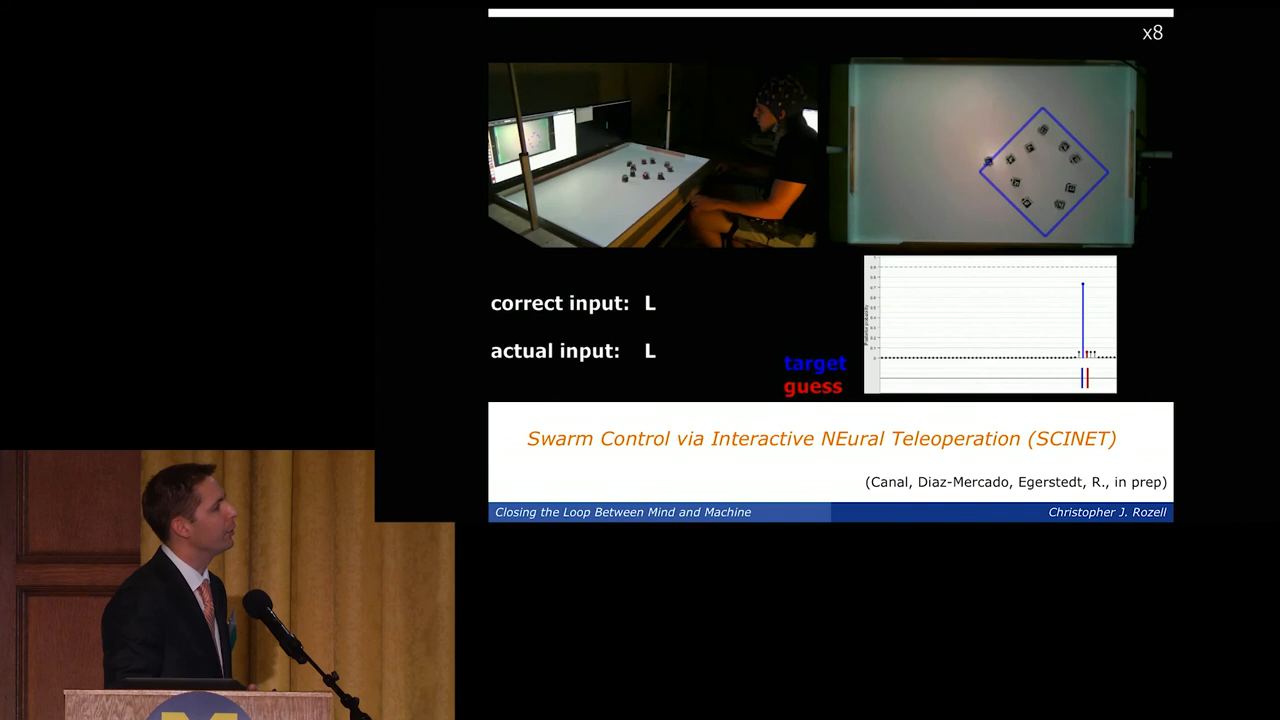 x8
correct input: L
actual input: L
target
guess
Swarm Control via Interactive NEural Teleoperation (SCINET)
(Canal, Diaz-Mercado, Egerstedt, R., in prep)
Closing the Loop Between Mind and Machine
Christopher J. Rozell
M